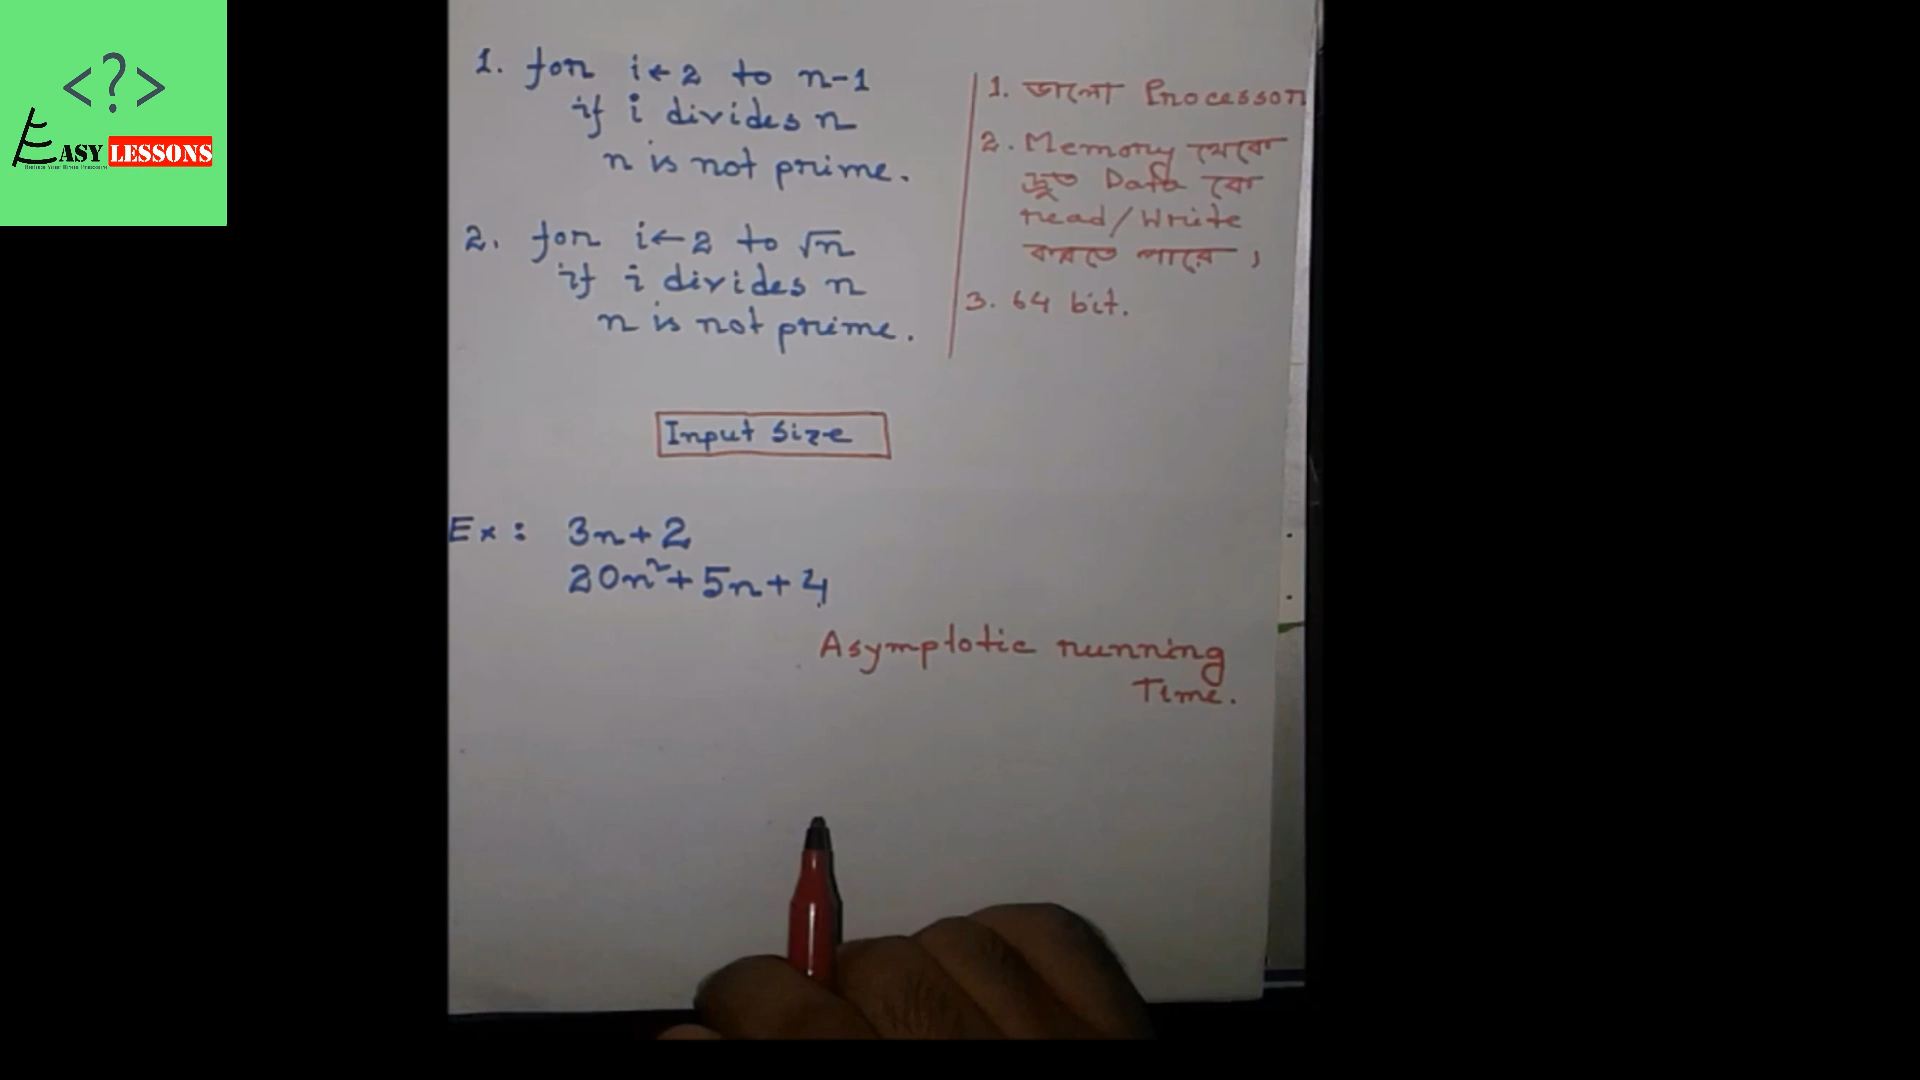 <?>
EASY LESSONS
1. for i←2 to n-1
if i divides n
n is not prime.
2. for i←2 to √n
if i divides n
n is not prime.
1. ভালো Processor
2. Memory থেকে
দ্রুত Data কে
read/write
করতে পারে।
3. 64 bit.
Input Size
Ex: 3n+2
20n²+5n+4
Asymptotic running
Time.